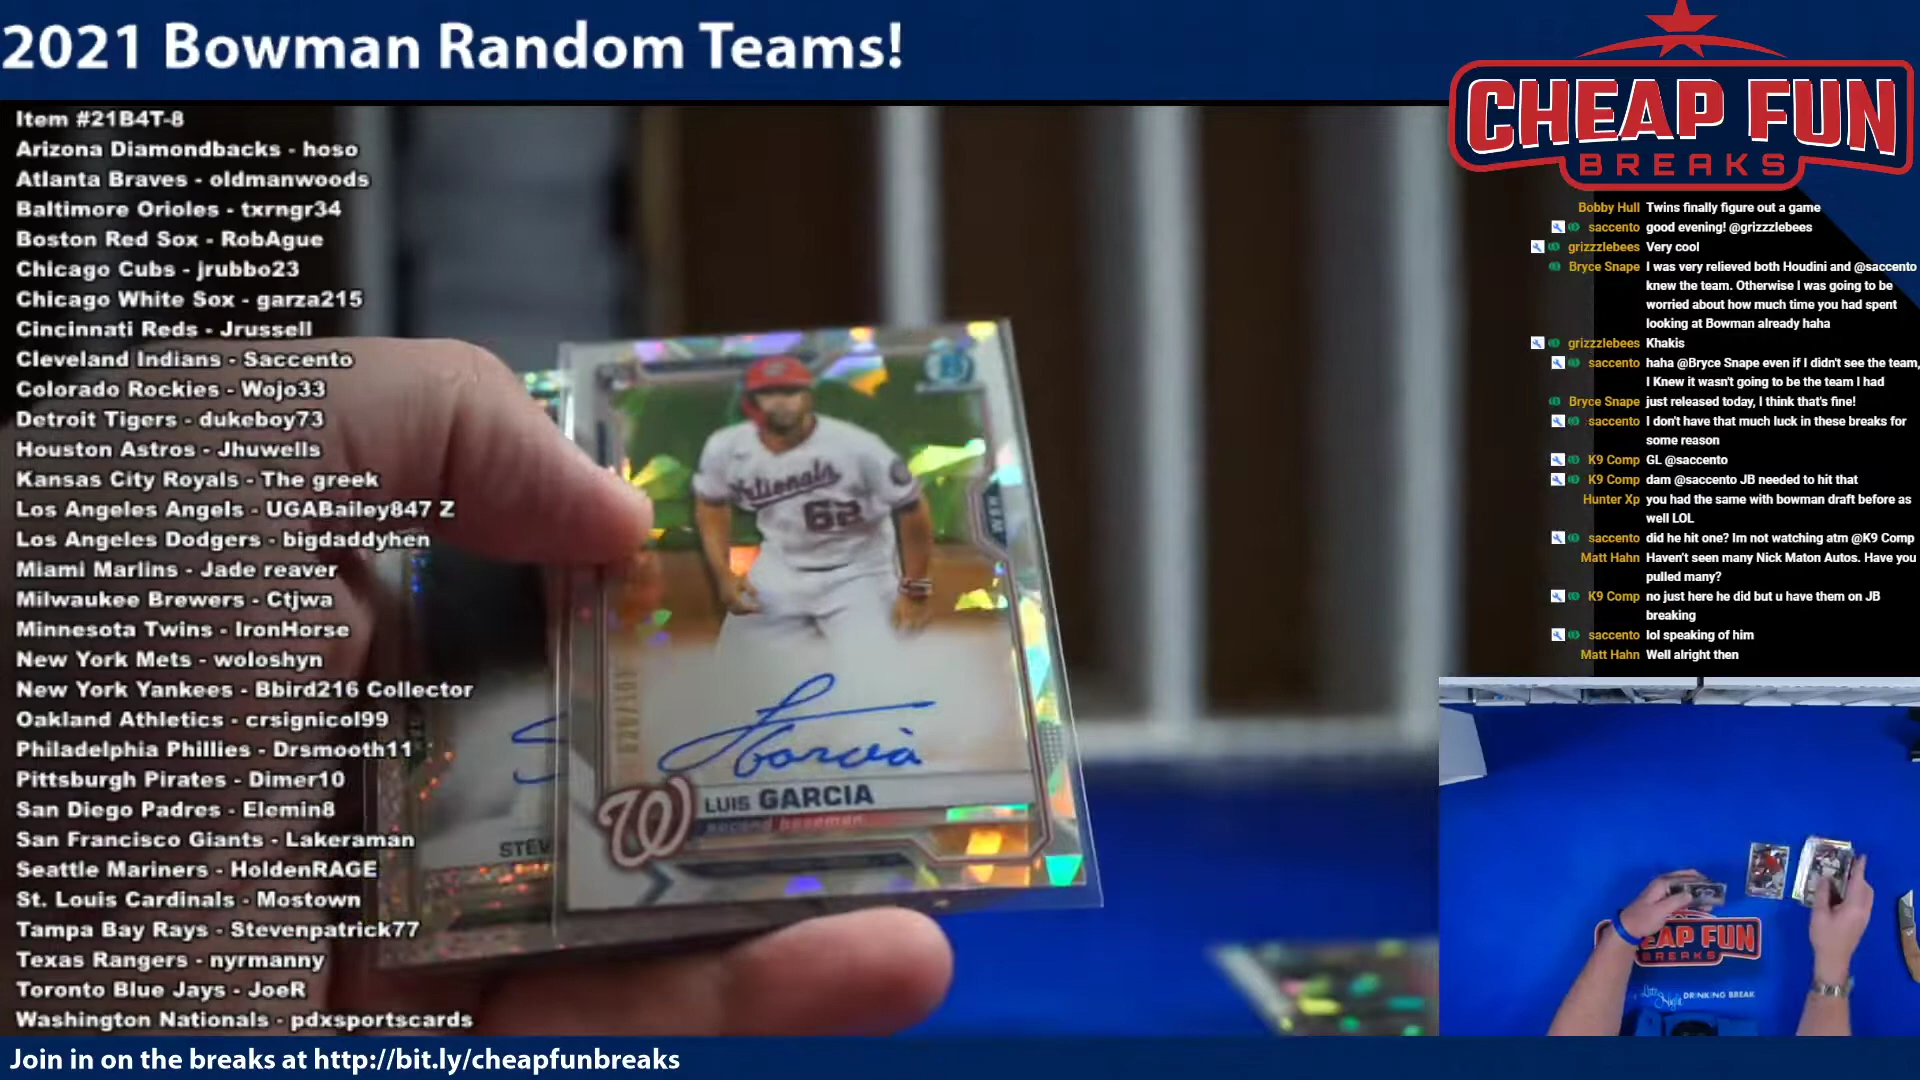 2021 Bowman Random Teams!
CHEAP FUN
BREAKS
Item #21B4T-8
Arizona Diamondbacks - hoso
Atlanta Braves - oldmanwoods
Baltimore Orioles - txrngr34
Boston Red Sox - RobAgue
Chicago Cubs - jrubbo23
Chicago White Sox - garza215
Cincinnati Reds - Jrussell
Cleveland Indians - Saccento
Colorado Rockies - Wojo33
Detroit Tigers - dukeboy73
Houston Astros - Jhuwells
Kansas City Royals - The greek
Los Angeles Angels - UGABailey847 Z
Los Angeles Dodgers - bigdaddyhen
Miami Marlins - Jade reaver
Milwaukee Brewers - Ctjwa
Minnesota Twins - IronHorse
New York Mets - woloshyn
New York Yankees - Bbird216 Collector
Oakland Athletics - crsignicol99
Philadelphia Phillies - Drsmooth11
Pittsburgh Pirates - Dimer10
San Diego Padres - Elemin8
San Francisco Giants - Lakeraman
Seattle Mariners - HoldenRAGE
St. Louis Cardinals - Mostown
Tampa Bay Rays - Stevenpatrick77
Texas Rangers - nyrmanny
Toronto Blue Jays - JoeR
Washington Nationals - pdxsportscards
Nationals
62
L Garcia
W
LUIS GARCIA
second baseman
STEV
Bobby Hull Twins finally figure out a game
saccento good evening! @grizzzlebees
grizzzlebees Very cool
Bryce Snape I was very relieved both Houdini and @saccento
knew the team. Otherwise I was going to be
worried about how much time you had spent
looking at Bowman already haha
grizzzlebees Khakis
saccento haha @Bryce Snape even if I didn't see the team,
I Knew it wasn't going to be the team I had
Bryce Snape just released today, I think that's fine!
saccento I don't have that much luck in these breaks for
some reason
K9 Comp GL @saccento
K9 Comp dam @saccento JB needed to hit that
Hunter Xp you had the same with bowman draft before as
well LOL
saccento did he hit one? Im not watching atm @K9 Comp
Matt Hahn Haven't seen many Nick Maton Autos. Have you
pulled many?
K9 Comp no just here he did but u have them on JB
breaking
saccento lol speaking of him
Matt Hahn Well alright then
EAP FUN
BREAKS
Late Night DRINKING BREAK
Join in on the breaks at http://bit.ly/cheapfunbreaks